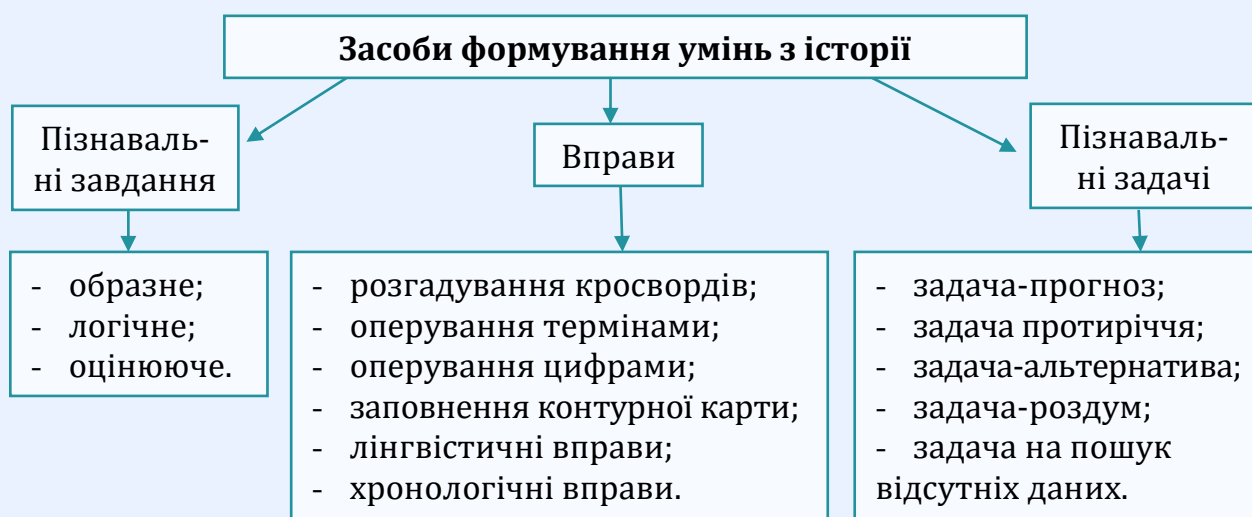 Засоби формування умінь з історії
Пізнаваль-
ні завдання
Вправи
Пізнаваль-
ні задачі
- образне;
- логічне;
- оцінююче.
- розгадування кросвордів;
- оперування термінами;
- оперування цифрами;
- заповнення контурної карти;
- лінгвістичні вправи;
- хронологічні вправи.
- задача-прогноз;
- задача протиріччя;
- задача-альтернатива;
- задача-роздум;
- задача на пошук
відсутніх даних.